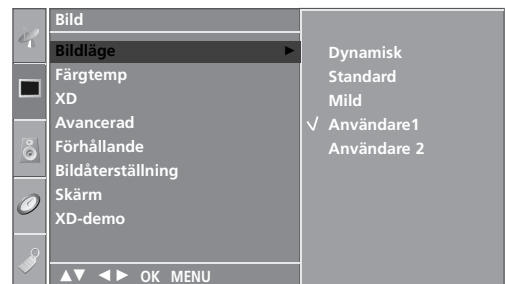 Bild
Bildläge
Färgtemp
XD
Avancerad
Förhållande
Bildåterställning
Skärm
XD-demo
Dynamisk
Standard
Mild
√ Användare1
Användare 2
▲▼ ◄► OK MENU